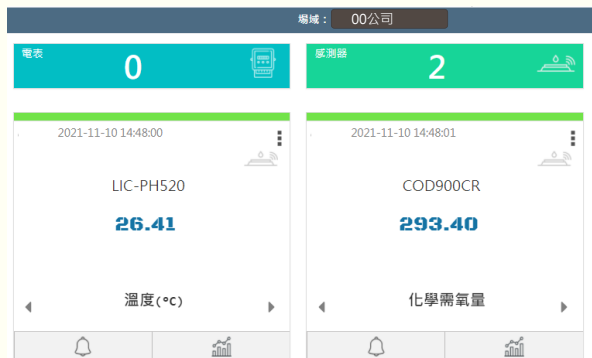 場域： 00公司
電表
0
感測器
2
2021-11-10 14:48:00
LIC-PH520
26.41
溫度(°C)
2021-11-10 14:48:01
COD900CR
293.40
化學需氧量